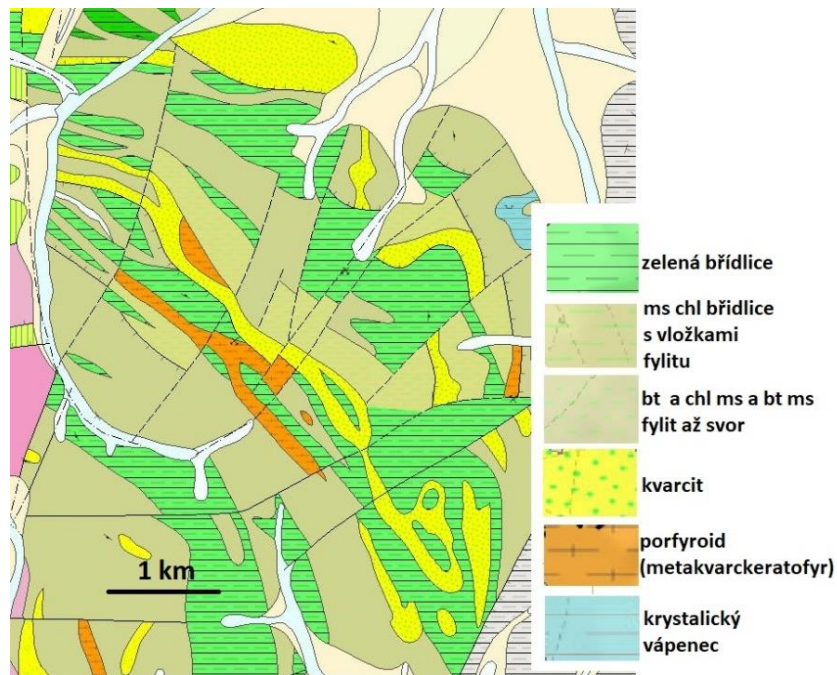 zelená břídlice
ms chl břidlice
s vložkami
fylitu
bt a chl ms a bt ms
fylit až svor
kvarcit
porfyroid
(metakvarckeratofyr)
krystalický
vápenec
1 km